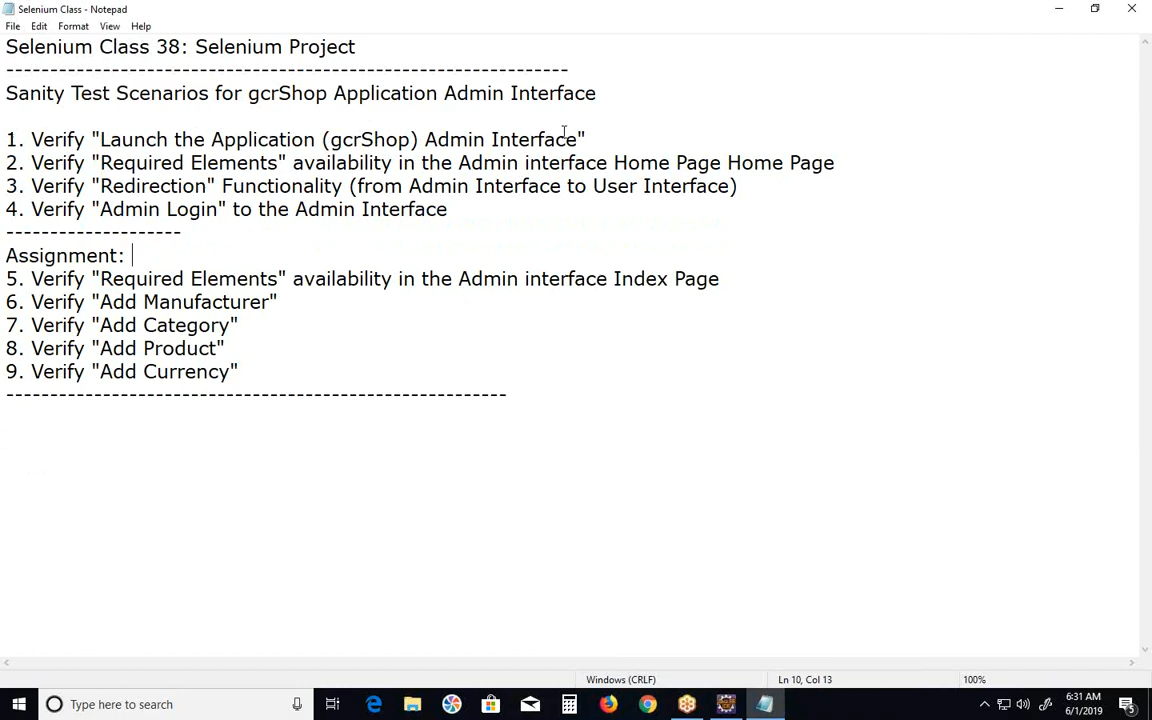 Selenium Class - Notepad
File Edit Format View Help
Selenium Class 38: Selenium Project
----------------------------------------------------------------
Sanity Test Scenarios for gcrShop Application Admin Interface
1. Verify "Launch the Application (gcrShop) Admin Interface"
2. Verify "Required Elements" availability in the Admin interface Home Page Home Page
3. Verify "Redirection" Functionality (from Admin Interface to User Interface)
4. Verify "Admin Login" to the Admin Interface
--------------------
Assignment:
5. Verify "Required Elements" availability in the Admin interface Index Page
6. Verify "Add Manufacturer"
7. Verify "Add Category"
8. Verify "Add Product"
9. Verify "Add Currency"
---------------------------------------------------------
Windows (CRLF) Ln 10, Col 13 100%
Type here to search
6:31 AM
6/1/2019
5